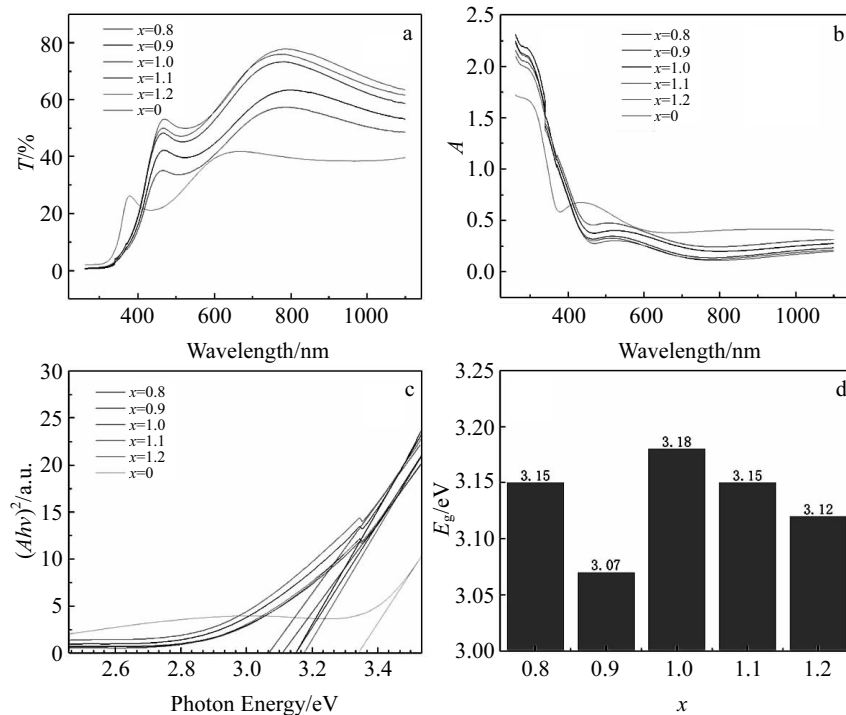 a
80
60
40
20
0
T/%
x=0.8
x=0.9
x=1.0
x=1.1
x=1.2
x=0
400 600 800 1000
Wavelength/nm
b
2.5
2.0
1.5
1.0
0.5
0.0
A
x=0.8
x=0.9
x=1.0
x=1.1
x=1.2
x=0
400 600 800 1000
Wavelength/nm
c
30
25
20
15
10
5
0
(Ahv)²/a.u.
x=0.8
x=0.9
x=1.0
x=1.1
x=1.2
x=0
2.6 2.8 3.0 3.2 3.4
Photon Energy/eV
d
3.25
3.20
3.15
3.10
3.05
3.00
Eg/eV
3.15
3.07
3.18
3.15
3.12
0.8 0.9 1.0 1.1 1.2
x